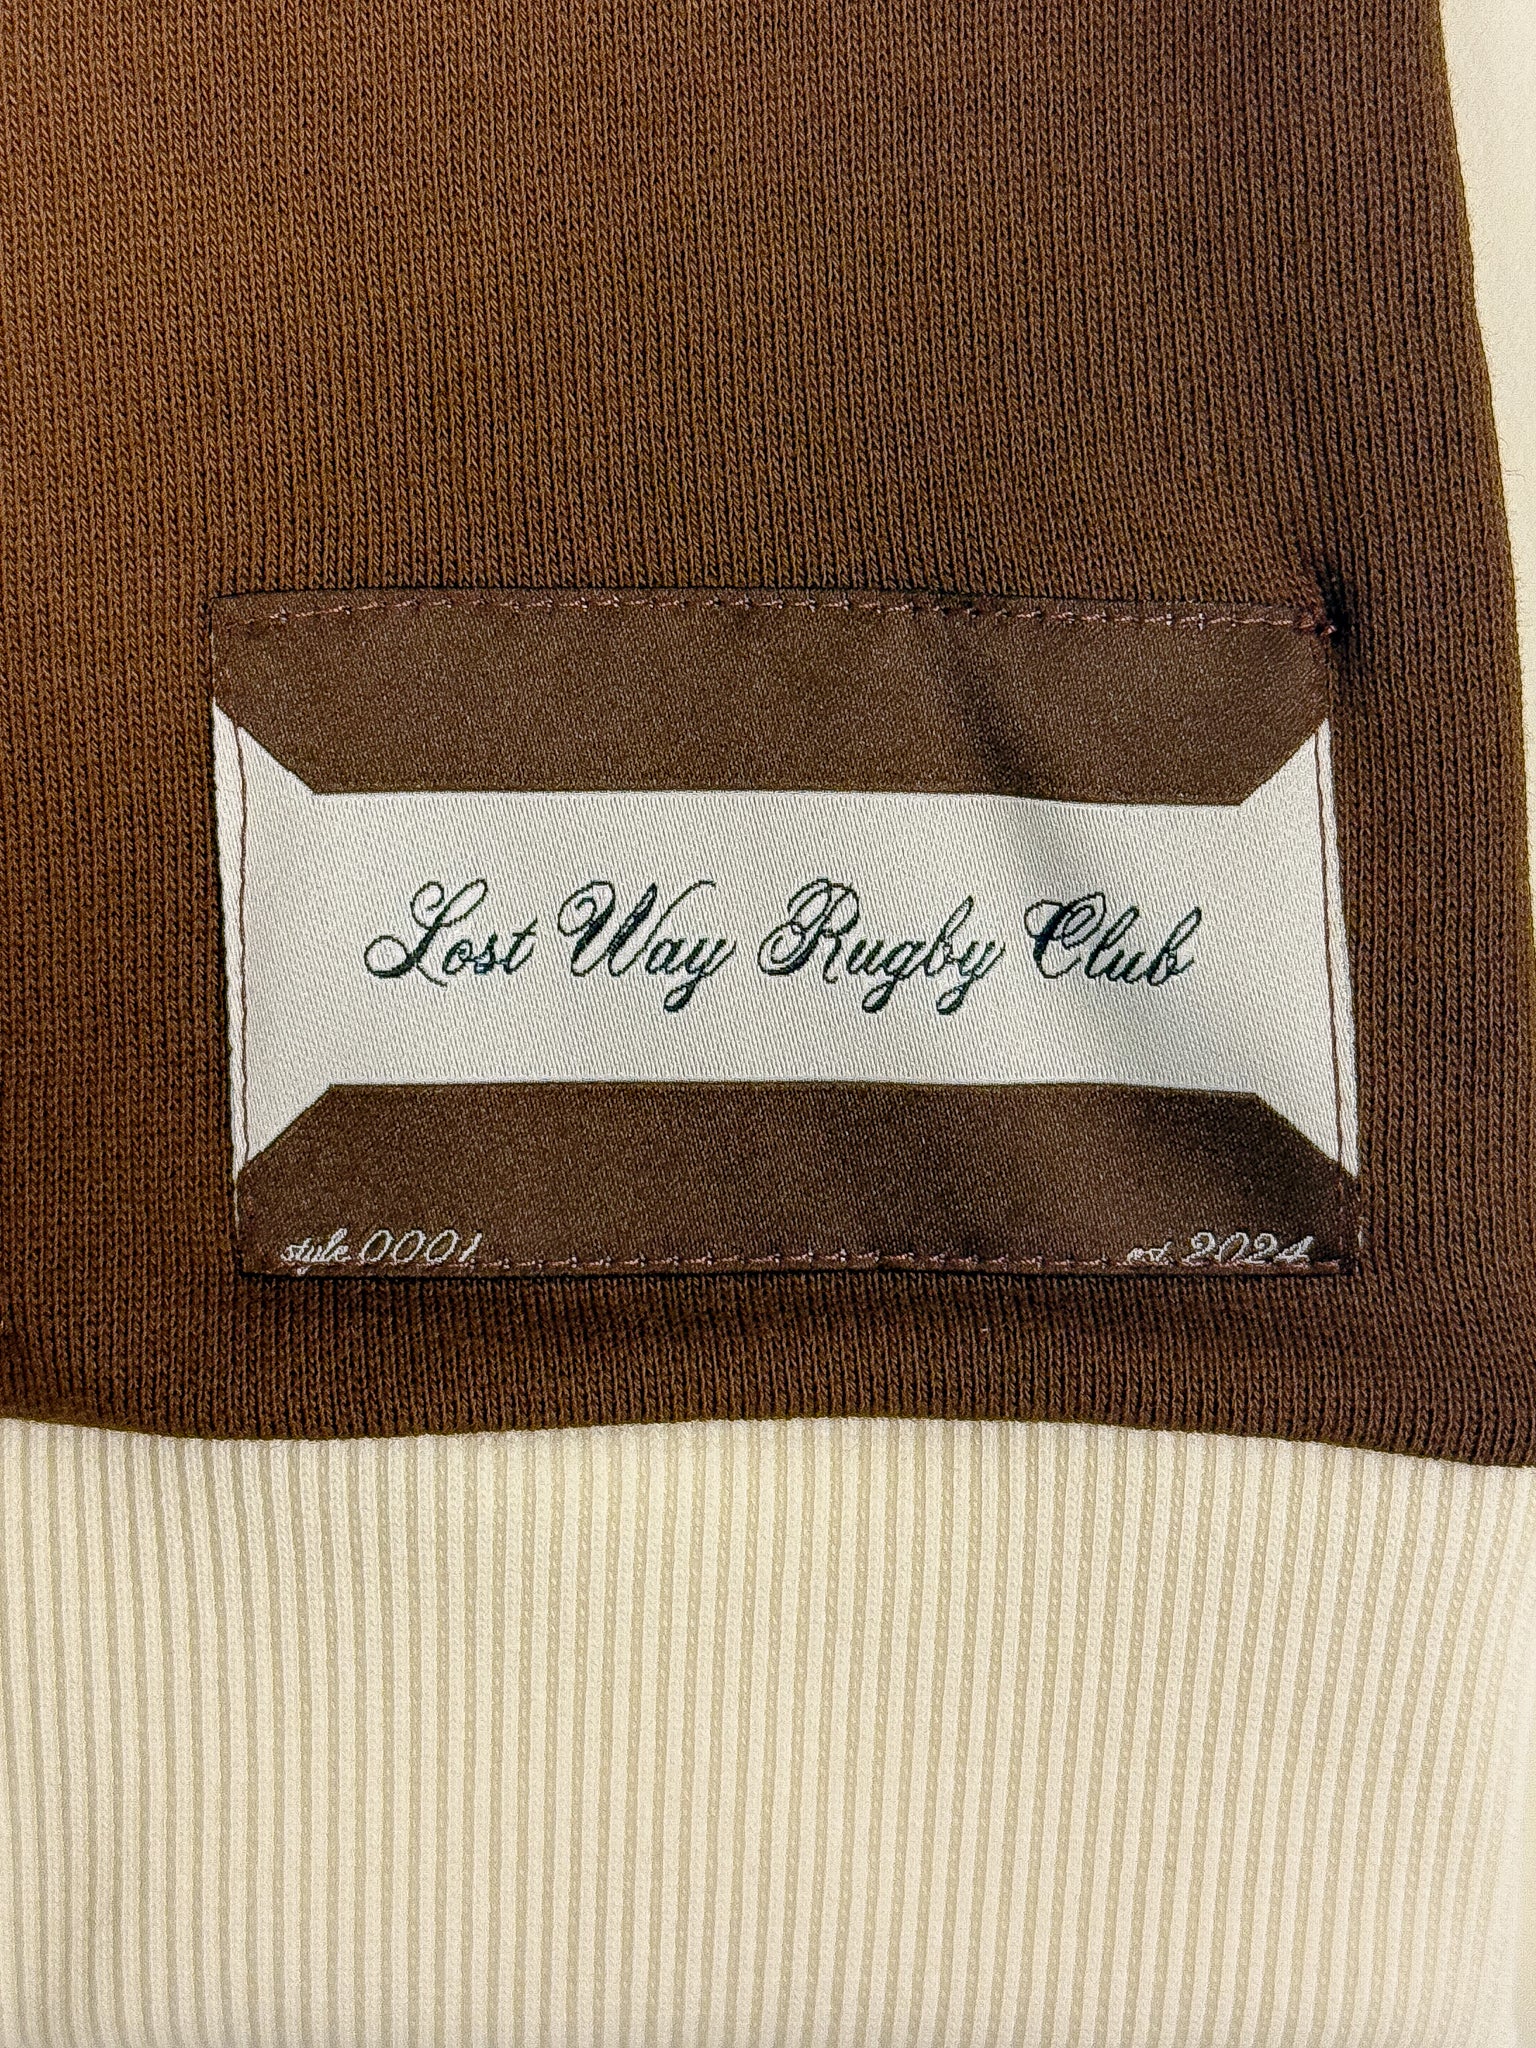 Lost Way Rugby Club
style 0001 est. 2024